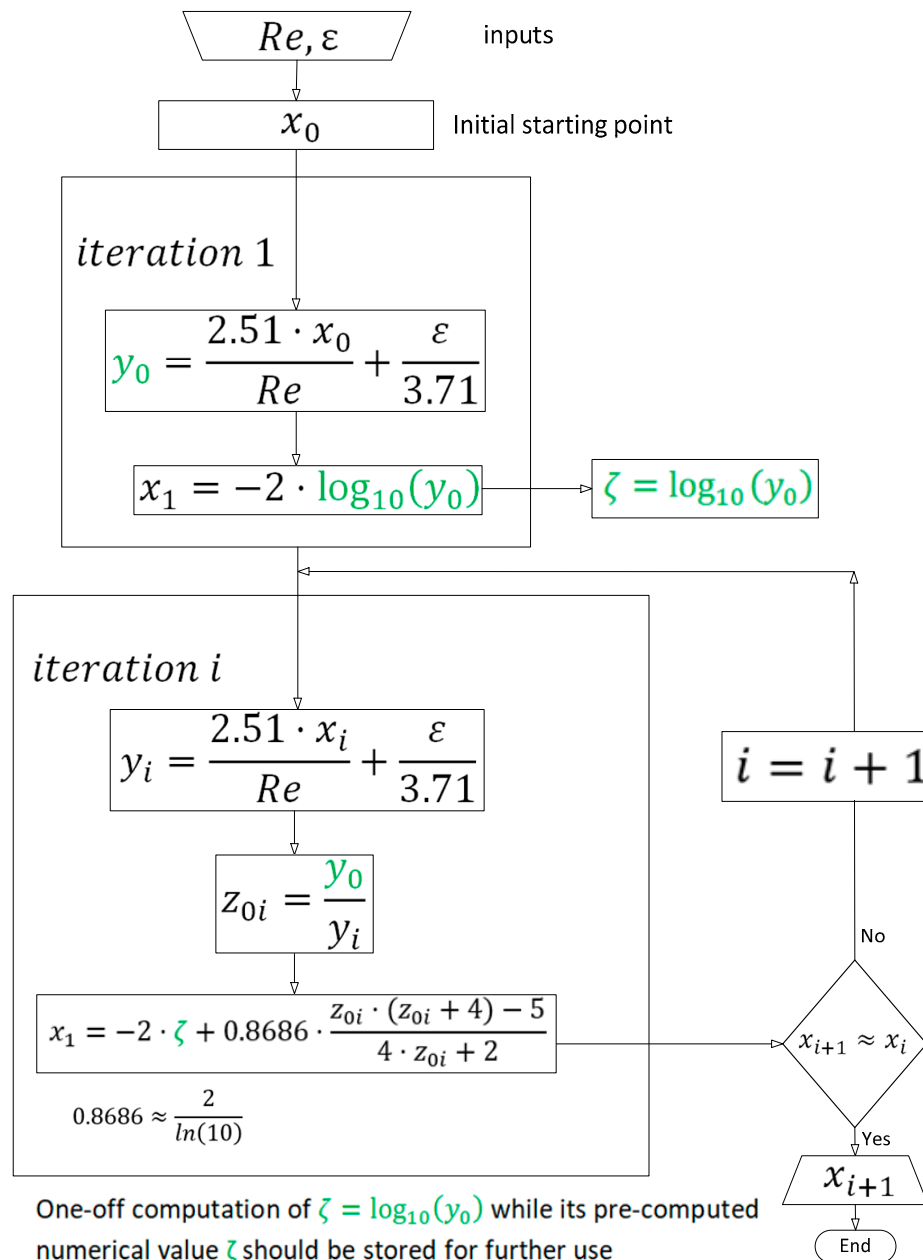 Re, ε
inputs
x₀
Initial starting point
iteration 1
y₀ = (2.51 · x₀)/Re + ε/3.71
x₁ = −2 · log₁₀(y₀)
ζ = log₁₀(y₀)
iteration i
yᵢ = (2.51 · xᵢ)/Re + ε/3.71
i = i + 1
z₀ᵢ = y₀/yᵢ
No
x₁ = −2 · ζ + 0.8686 · (z₀ᵢ · (z₀ᵢ + 4) − 5)/(4 · z₀ᵢ + 2)
xᵢ₊₁ ≈ xᵢ
0.8686 ≈ 2/ln(10)
Yes
xᵢ₊₁
One-off computation of ζ = log₁₀(y₀) while its pre-computed
numerical value ζ should be stored for further use
End